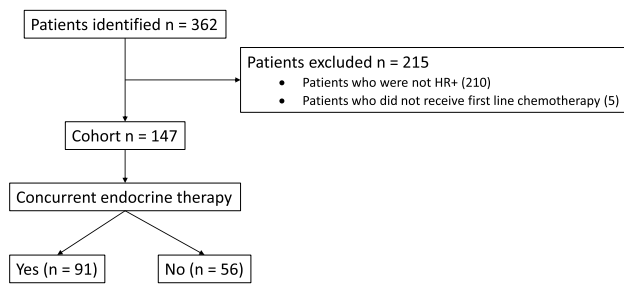 Patients identified n = 362
Patients excluded n = 215
• Patients who were not HR+ (210)
• Patients who did not receive first line chemotherapy (5)
Cohort n = 147
Concurrent endocrine therapy
Yes (n = 91)
No (n = 56)